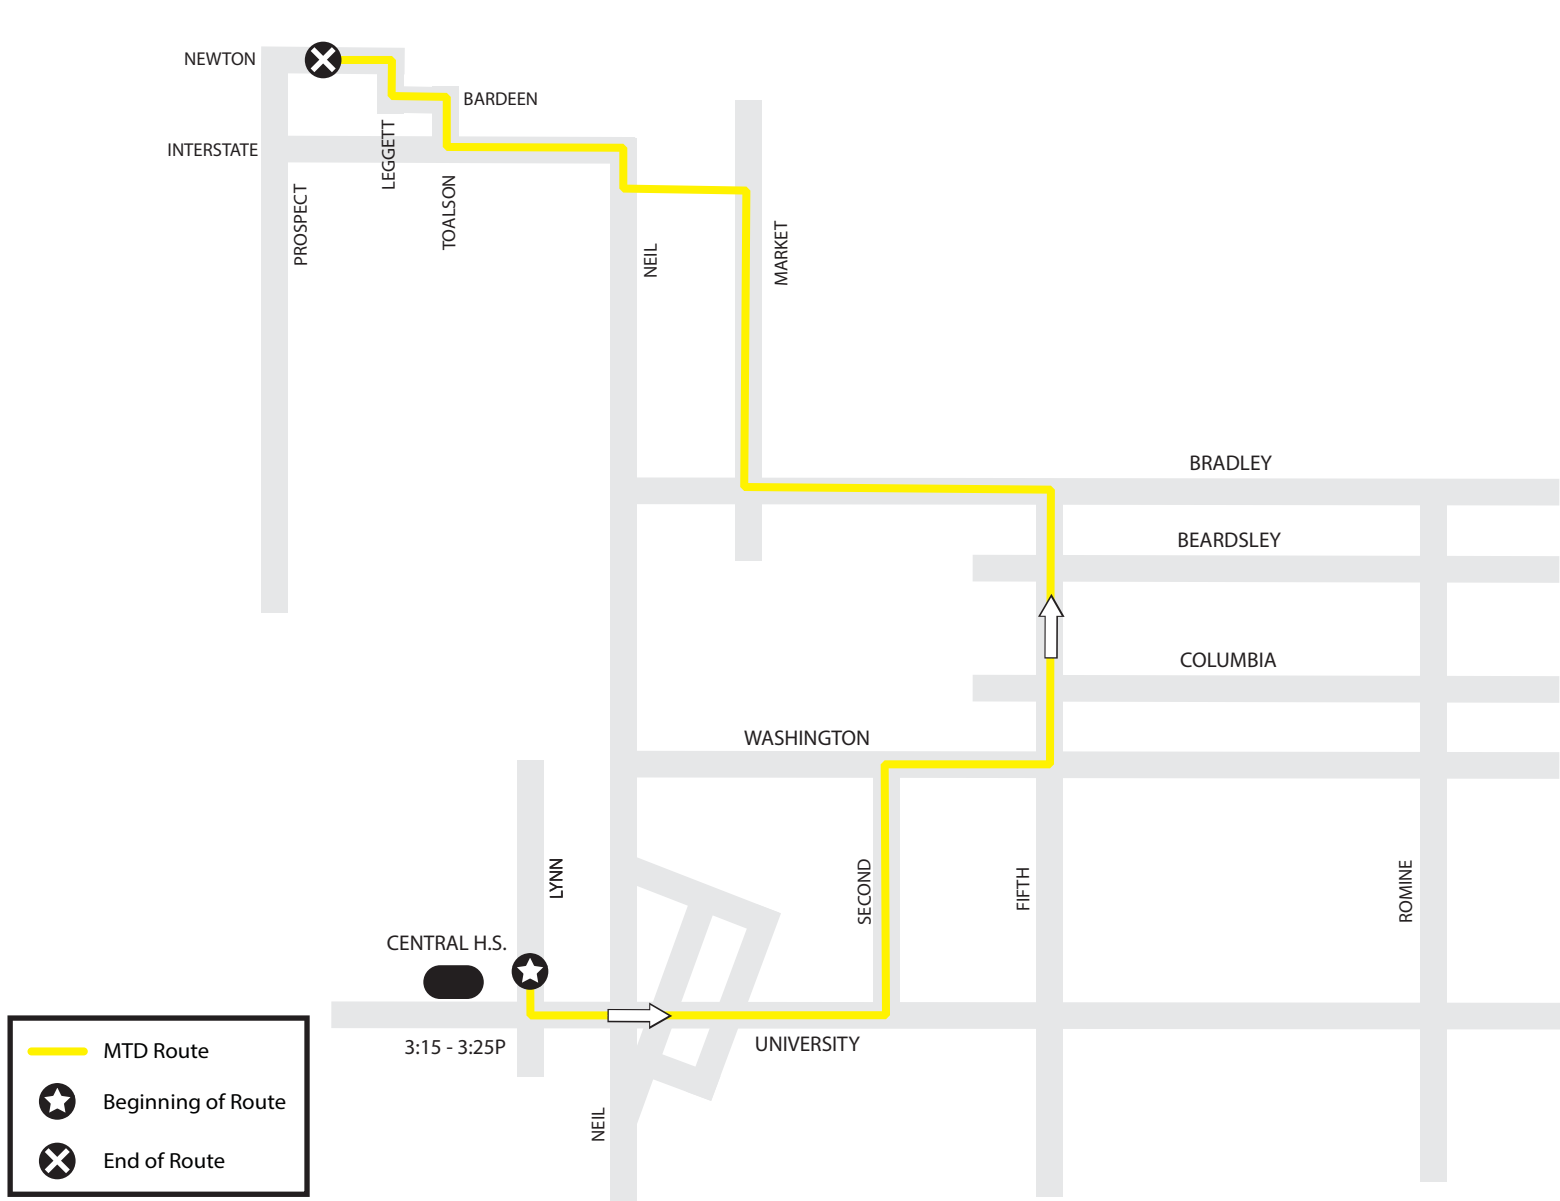 NEWTON
BARDEEN
INTERSTATE
LEGGETT
TOALSON
PROSPECT
NEIL
MARKET
BRADLEY
BEARDSLEY
COLUMBIA
WASHINGTON
LYNN
SECOND
FIFTH
ROMINE
CENTRAL H.S.
3:15 - 3:25P
UNIVERSITY
NEIL
MTD Route
Beginning of Route
End of Route